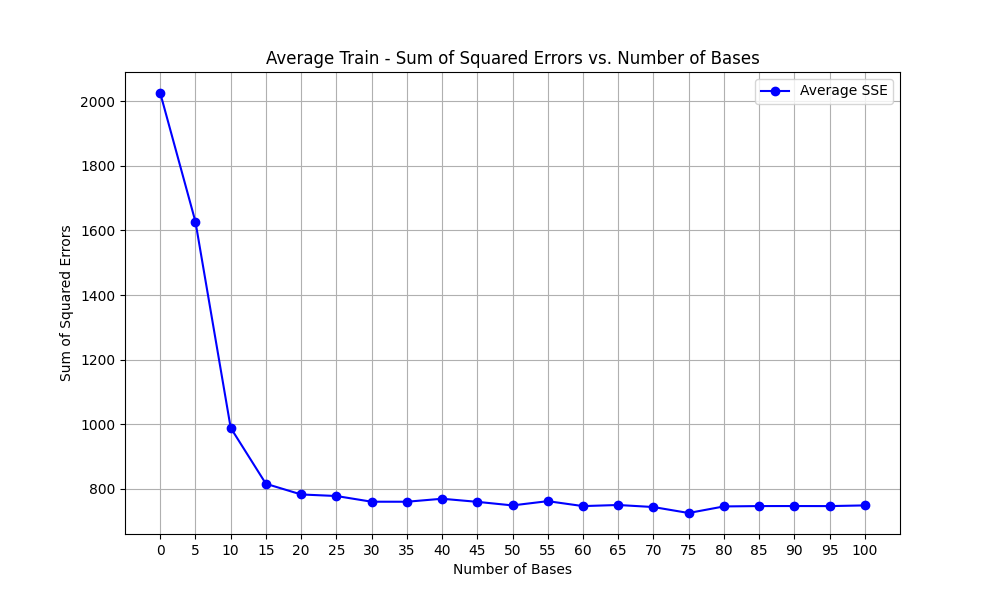 Average Train - Sum of Squared Errors vs. Number of Bases
Average SSE
2000
1800
1600
1400
1200
1000
800
Sum of Squared Errors
0 5 10 15 20 25 30 35 40 45 50 55 60 65 70 75 80 85 90 95 100
Number of Bases